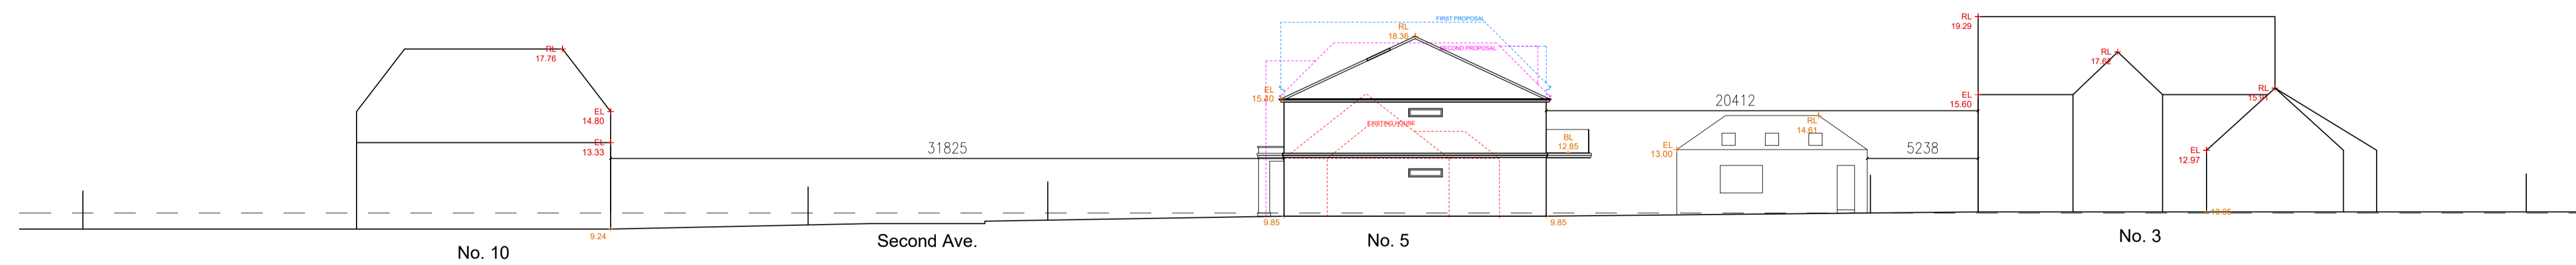 RL
17.76
EL
14.80
EL
13.33
9.24
No. 10
31825
Second Ave.
FIRST PROPOSAL
RL
18.36
SECOND PROPOSAL
EL
15.40
EXISTING HOUSE
BL
12.85
9.85
9.85
No. 5
20412
RL
14.61
EL
13.00
5238
RL
19.29
RL
17.62
EL
15.60
RL
15.91
EL
12.97
No. 3